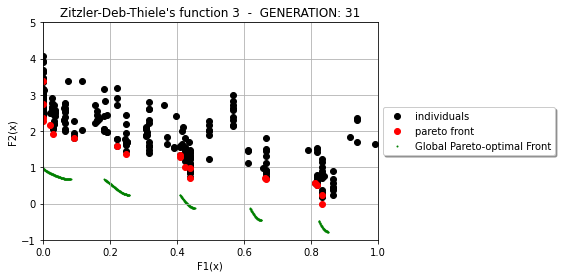 Zitzler-Deb-Thiele's function 3 - GENERATION: 31
5
4
3
2
1
0
−1
F2(x)
0.0 0.2 0.4 0.6 0.8 1.0
F1(x)
individuals
pareto front
Global Pareto-optimal Front